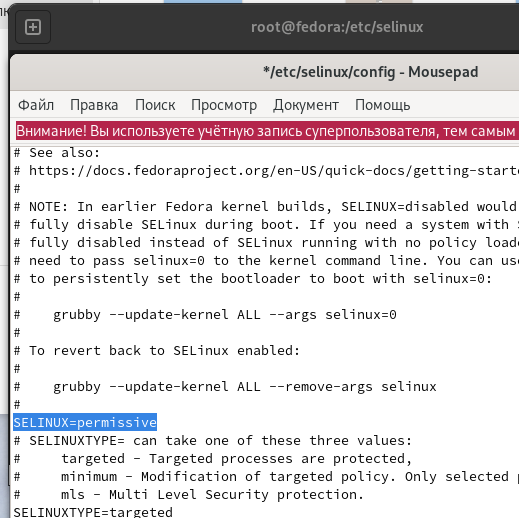 root@fedora:/etc/selinux
*/etc/selinux/config - Mousepad
Файл Правка Поиск Просмотр Документ Помощь
Внимание! Вы используете учётную запись суперпользователя, тем самым
# See also:
# https://docs.fedoraproject.org/en-US/quick-docs/getting-starte
#
# NOTE: In earlier Fedora kernel builds, SELINUX=disabled would
# fully disable SELinux during boot. If you need a system with S
# fully disabled instead of SELinux running with no policy loade
# need to pass selinux=0 to the kernel command line. You can use
# to persistently set the bootloader to boot with selinux=0:
#
#    grubby --update-kernel ALL --args selinux=0
#
# To revert back to SELinux enabled:
#
#    grubby --update-kernel ALL --remove-args selinux
#
SELINUX=permissive
# SELINUXTYPE= can take one of these three values:
#     targeted - Targeted processes are protected,
#     minimum - Modification of targeted policy. Only selected p
#     mls - Multi Level Security protection.
SELINUXTYPE=targeted